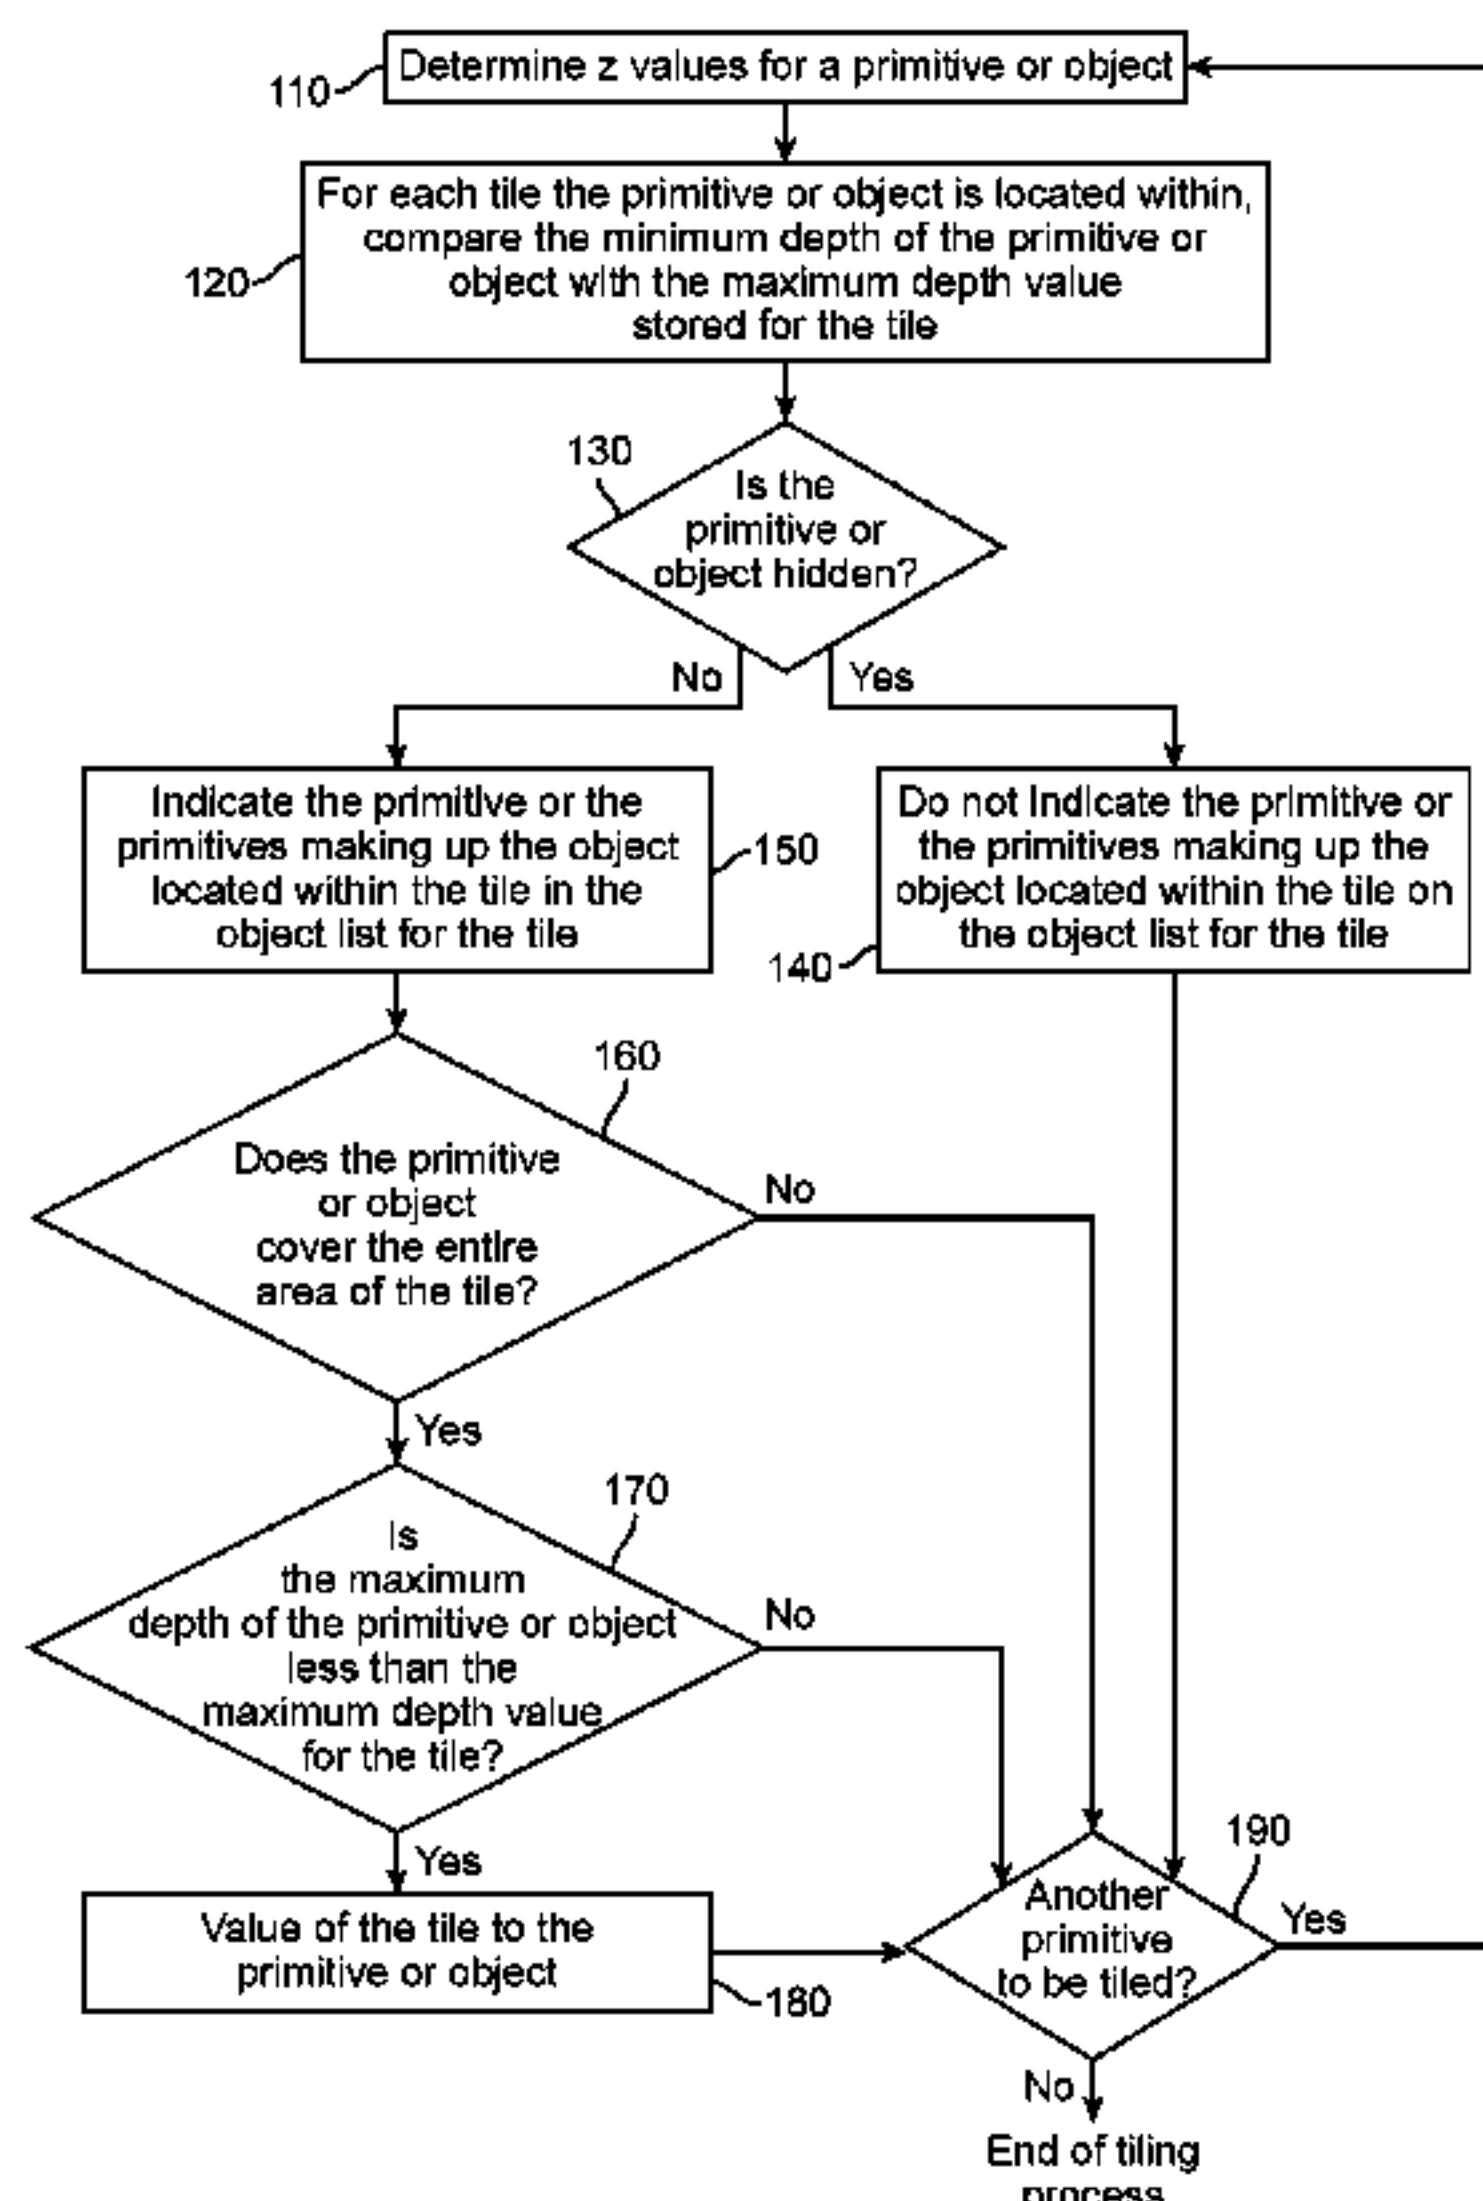 Determine z values for a primitive or object
110
For each tile the primitive or object is located within,
compare the minimum depth of the primitive or
object with the maximum depth value
stored for the tile
120
130
Is the
primitive or
object hidden?
No
Yes
Indicate the primitive or the
primitives making up the object
located within the tile in the
object list for the tile
150
Do not indicate the primitive or
the primitives making up the
object located within the tile on
the object list for the tile
140
160
Does the primitive
or object
cover the entire
area of the tile?
No
Yes
170
Is
the maximum
depth of the primitive or object
less than the
maximum depth value
for the tile?
No
Yes
Value of the tile to the
primitive or object
180
190
Another
primitive
to be tiled?
Yes
No
End of tiling
process